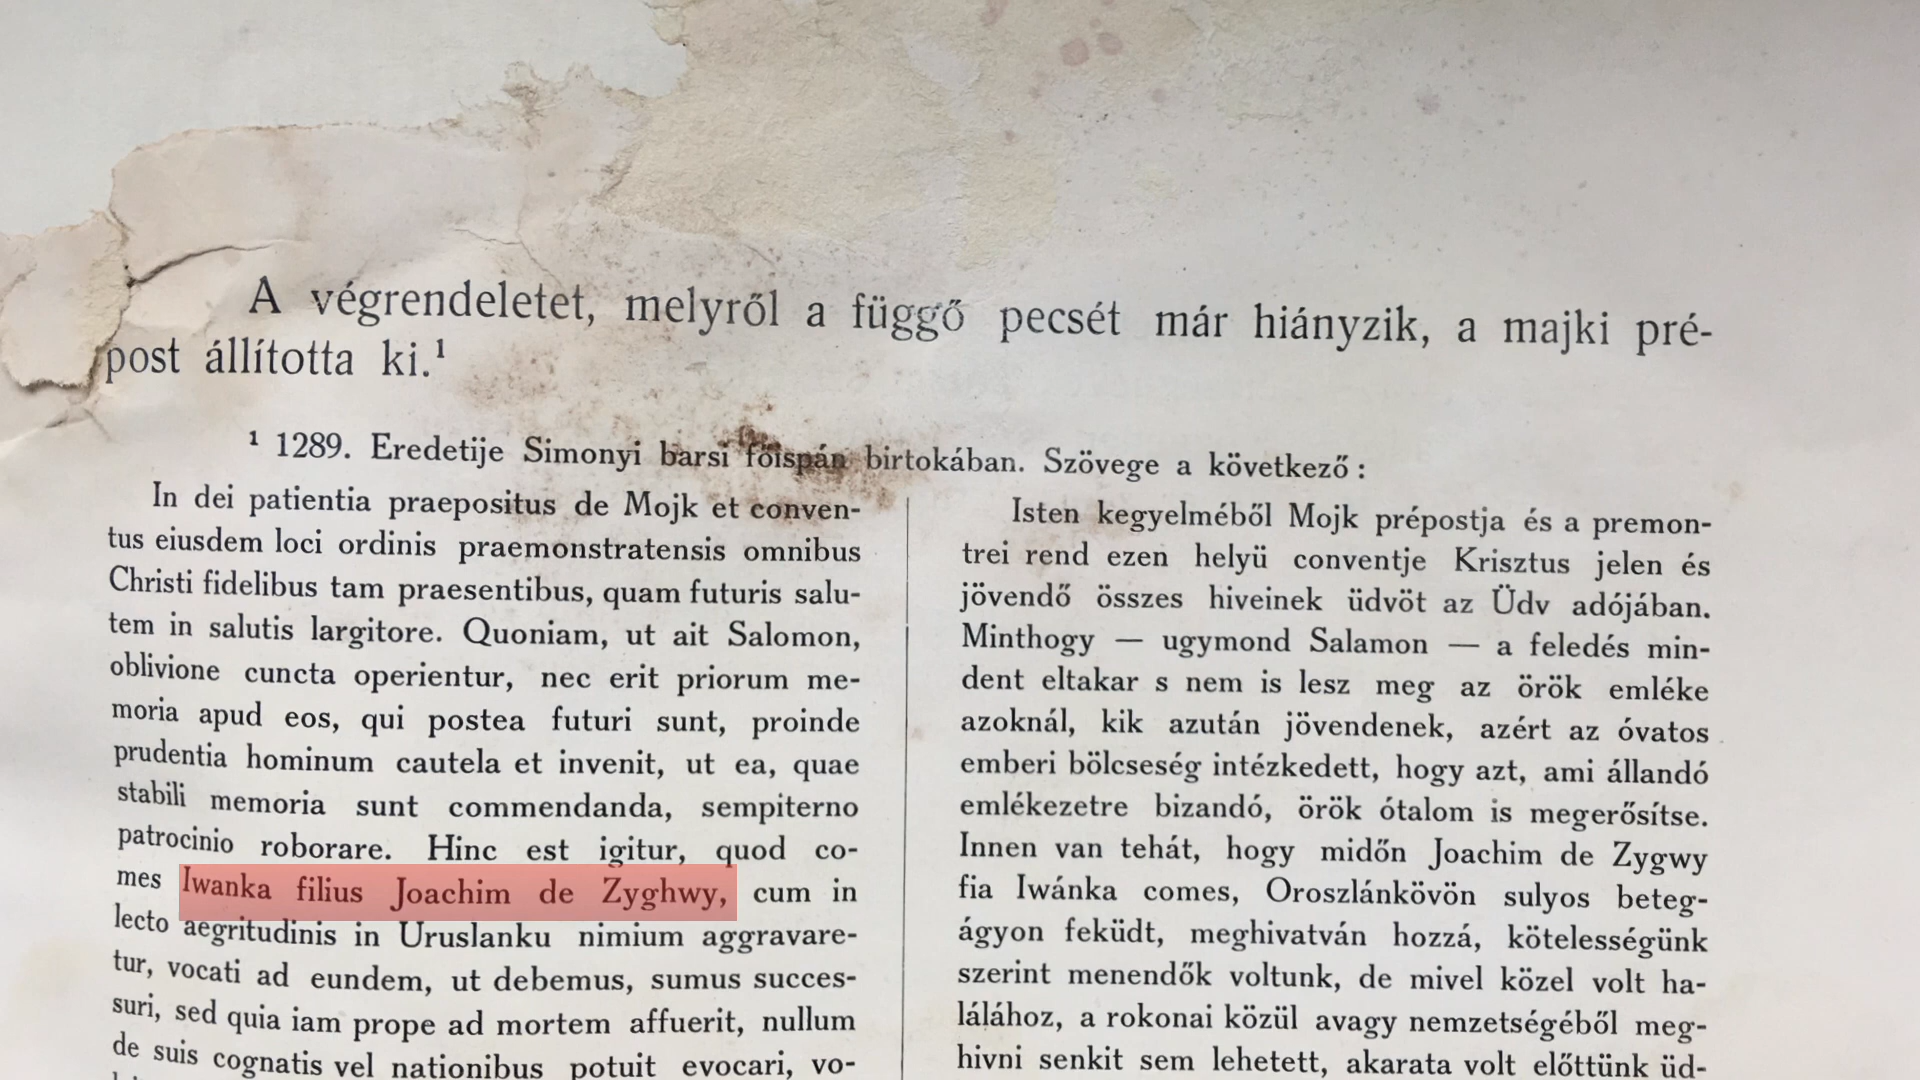 A végrendeletet, melyről a függő pecsét már hiányzik, a majki pré-
post állította ki.¹
¹ 1289. Eredetije Simonyi barsi főispán birtokában. Szövege a következő:
In dei patientia praepositus de Mojk et conven-
tus eiusdem loci ordinis praemonstratensis omnibus
Christi fidelibus tam praesentibus, quam futuris salu-
tem in salutis largitore. Quoniam, ut ait Salomon,
oblivione cuncta operientur, nec erit priorum me-
moria apud eos, qui postea futuri sunt, proinde
prudentia hominum cautela et invenit, ut ea, quae
stabili memoria sunt commendanda, sempiterno
patrocinio roborare. Hinc est igitur, quod co-
mes Iwanka filius Joachim de Zyghwy, cum in
lecto aegritudinis in Uruslanku nimium aggravare-
tur, vocati ad eundem, ut debemus, sumus succes-
suri, sed quia iam prope ad mortem affuerit, nullum
de suis cognatis vel nationibus potuit evocari, vo-
Isten kegyelméből Mojk prépostja és a premon-
trei rend ezen helyü conventje Krisztus jelen és
jövendő összes hiveinek üdvöt az Üdv adójában.
Minthogy — ugymond Salamon — a feledés min-
dent eltakar s nem is lesz meg az örök emléke
azoknál, kik azután jövendenek, azért az óvatos
emberi bölcseség intézkedett, hogy azt, ami állandó
emlékezetre bizandó, örök ótalom is megerősítse.
Innen van tehát, hogy midőn Joachim de Zygwy
fia Iwánka comes, Oroszlánkövön sulyos beteg-
ágyon feküdt, meghivatván hozzá, kötelességünk
szerint menendők voltunk, de mivel közel volt ha-
lálához, a rokonai közül avagy nemzetségéből meg-
hivni senkit sem lehetett, akarata volt előttünk üd-